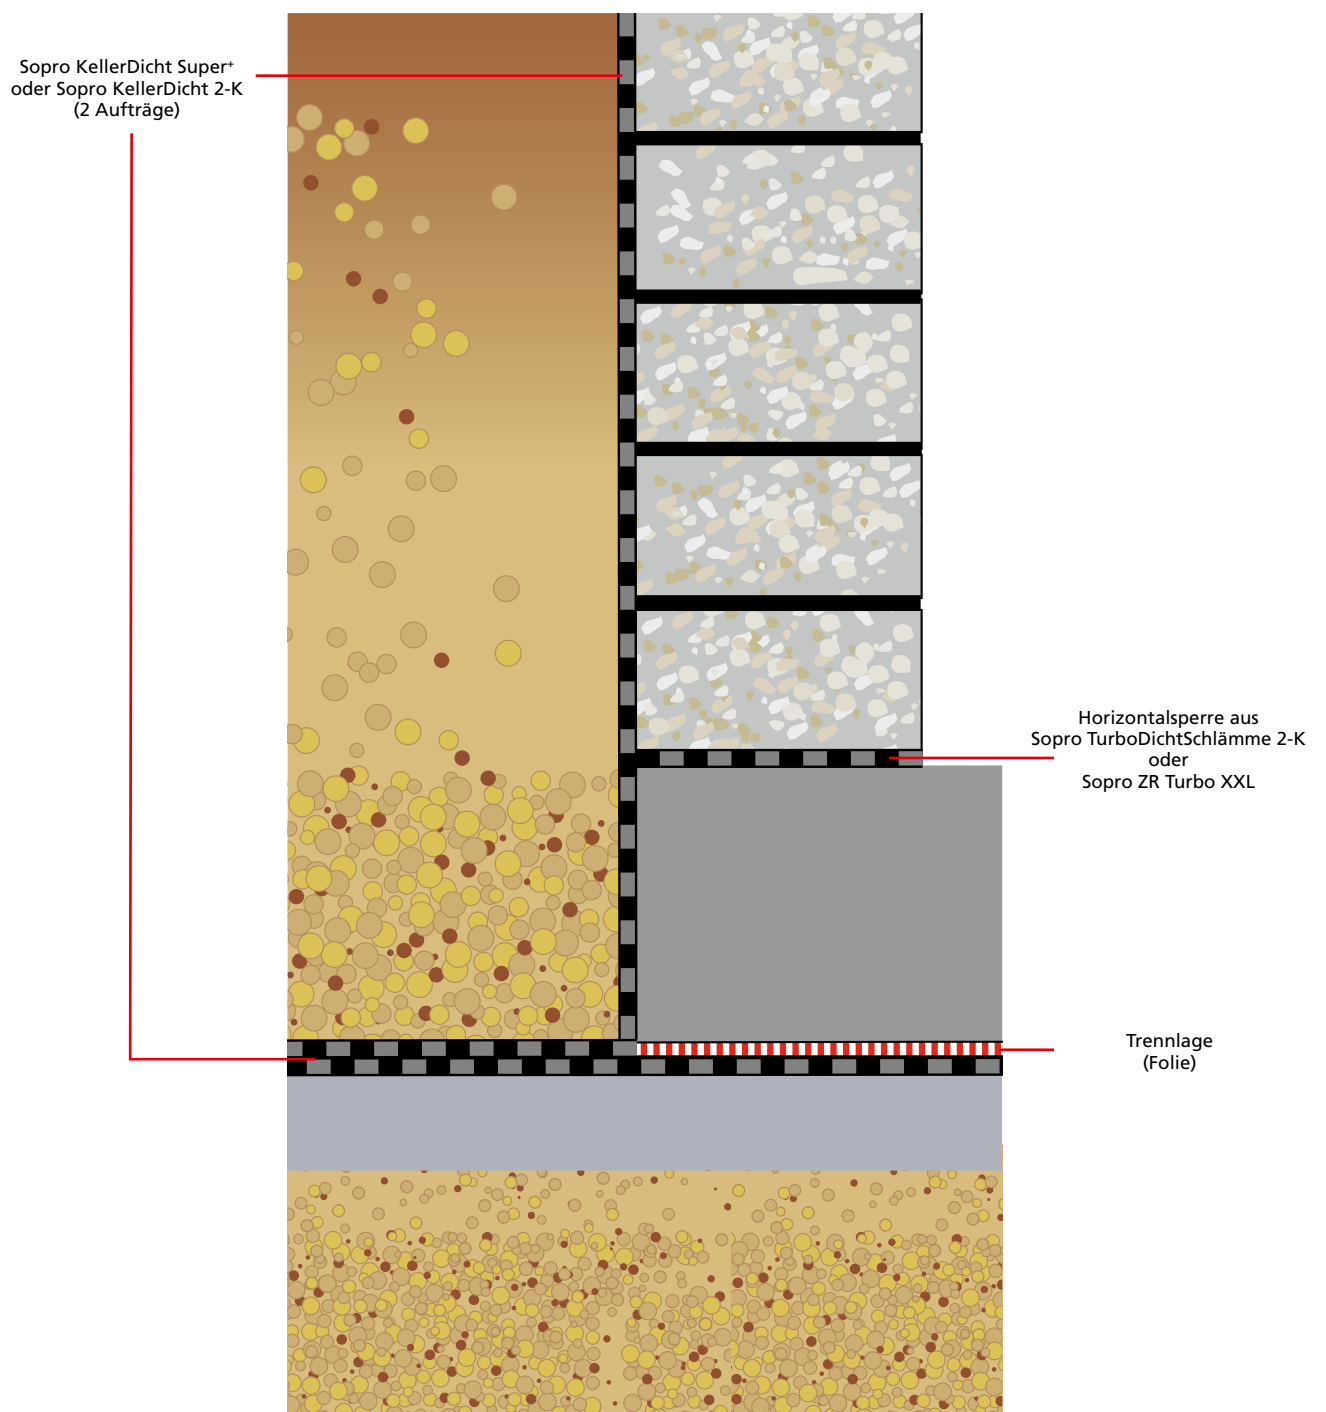 Sopro KellerDicht Super⁺
oder Sopro KellerDicht 2-K
(2 Aufträge)
Horizontalsperre aus
Sopro TurboDichtSchlämme 2-K
oder
Sopro ZR Turbo XXL
Trennlage
(Folie)